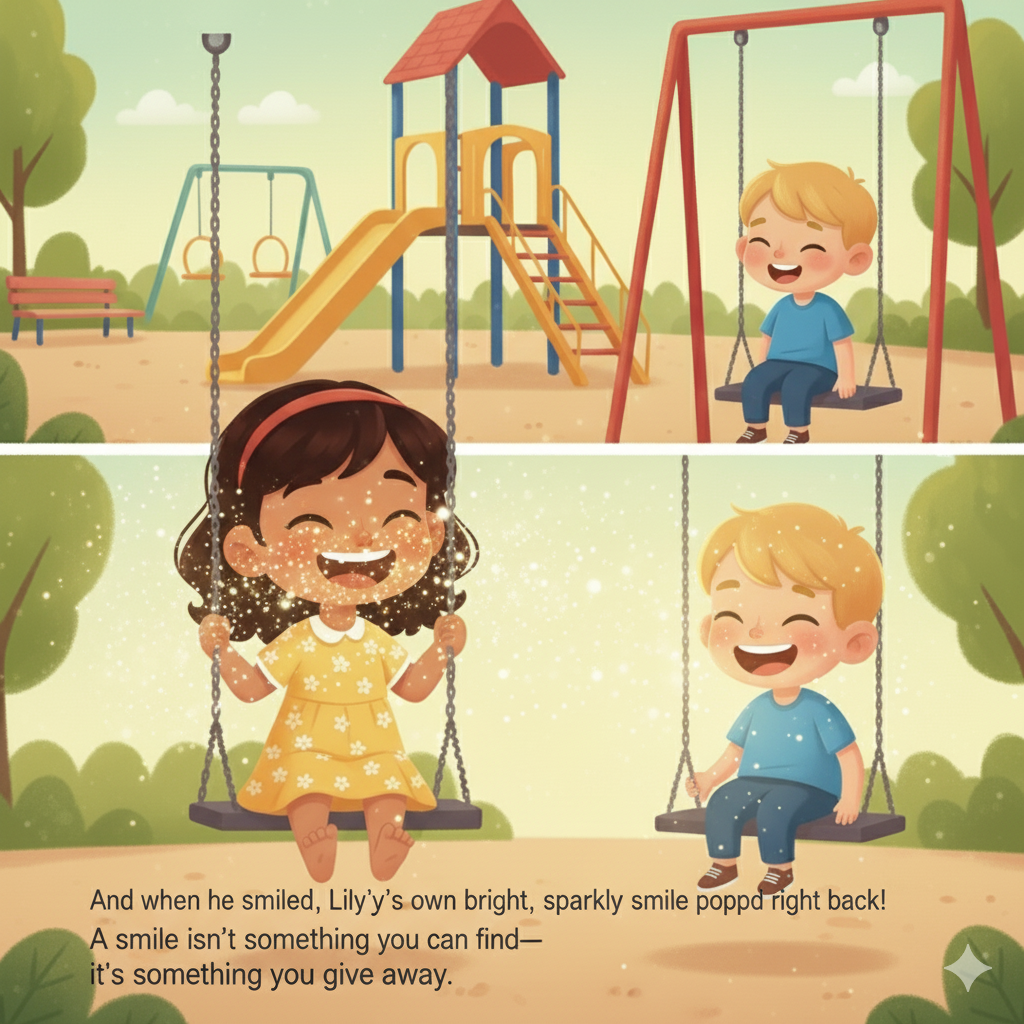 And when he smiled, Lily'y's own bright, sparkly smile poppd right back!
A smile isn't something you can find—
it's something you give away.